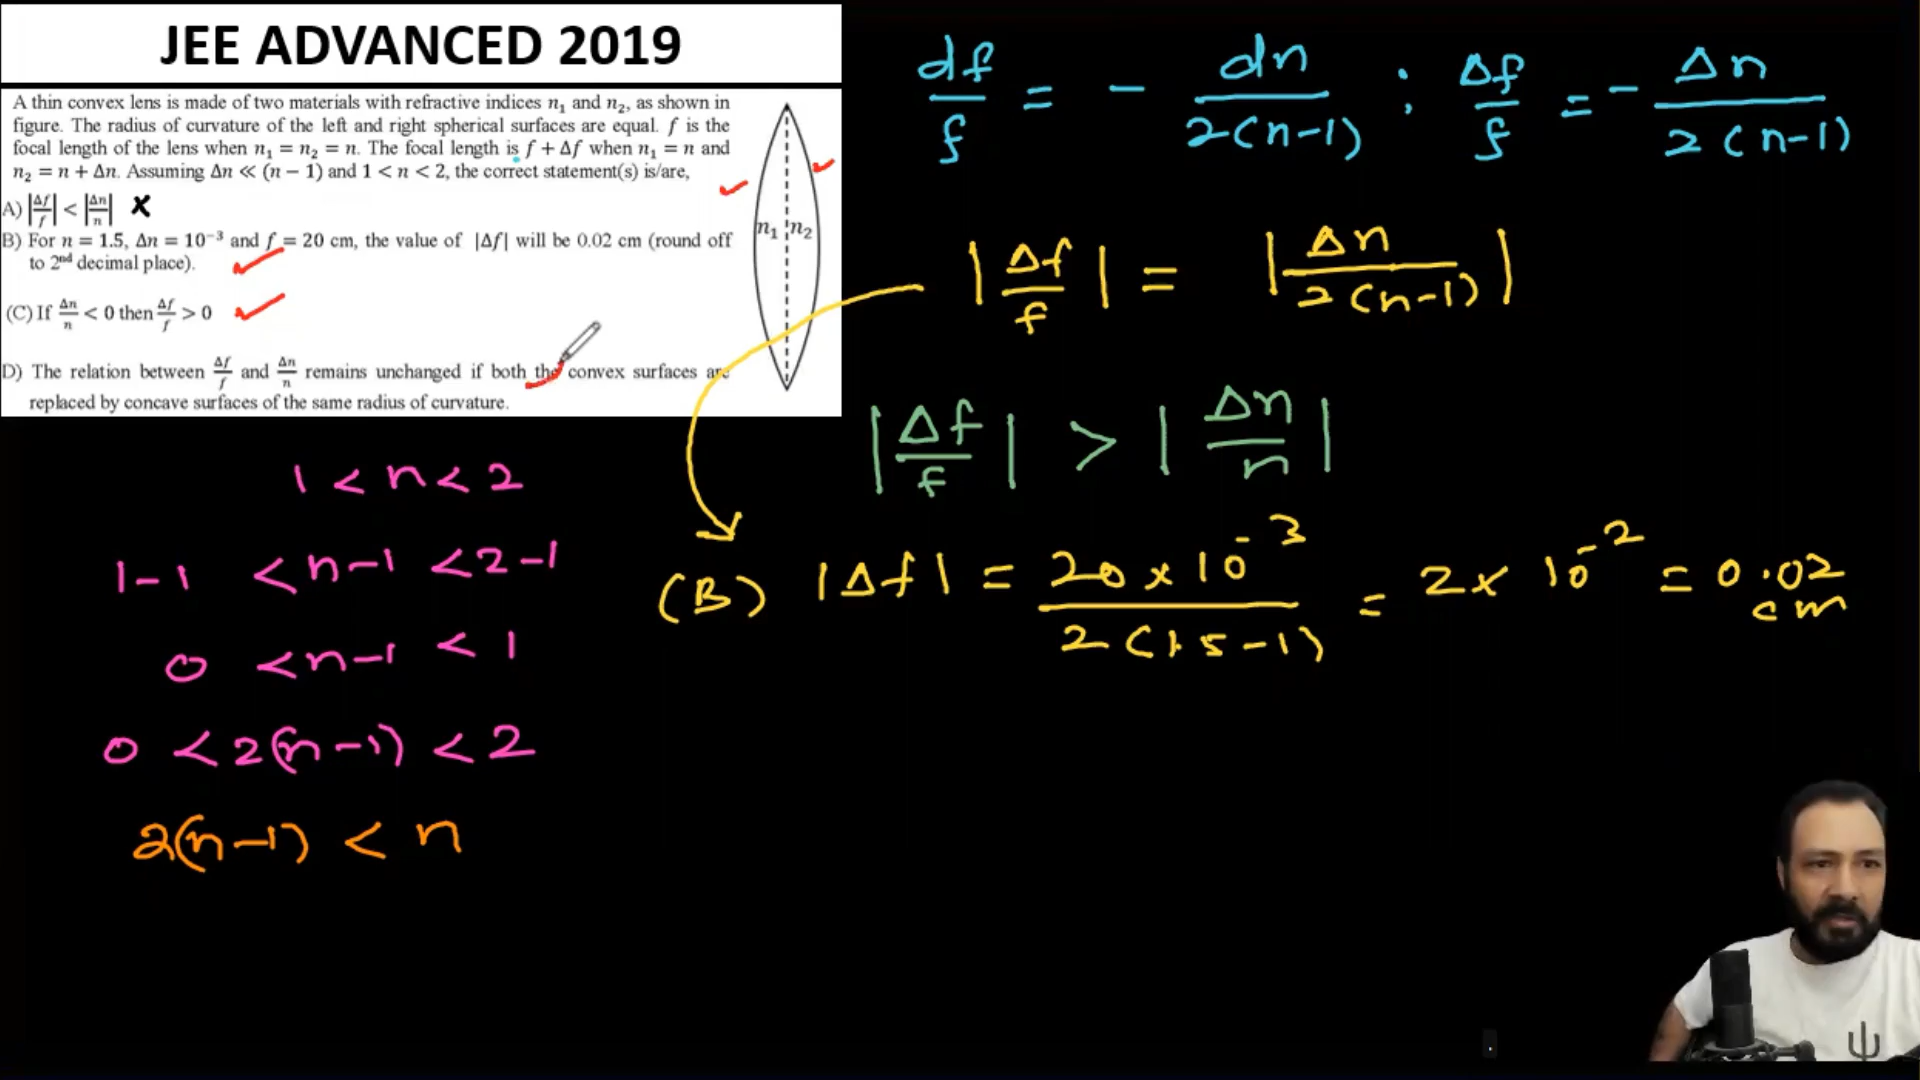 JEE ADVANCED 2019
A thin convex lens is made of two materials with refractive indices n₁ and n₂, as shown in
figure. The radius of curvature of the left and right spherical surfaces are equal. f is the
focal length of the lens when n₁ = n₂ = n. The focal length is f + Δf when n₁ = n and
n₂ = n + Δn. Assuming Δn ≪ (n − 1) and 1 < n < 2, the correct statement(s) is/are,
A) |Δf/f| < |Δn/n| ✗
B) For n = 1.5, Δn = 10⁻³ and f = 20 cm, the value of |Δf| will be 0.02 cm (round off
to 2nd decimal place).
(C) If Δn/n < 0 then Δf/f > 0
D) The relation between Δf/f and Δn/n remains unchanged if both the convex surfaces are
replaced by concave surfaces of the same radius of curvature.
n₁ n₂
df/f = - dn/2(n-1) ; Δf/f = - Δn/2(n-1)
|Δf/f| = |Δn/2(n-1)|
|Δf/f| > |Δn/n|
(B) |Δf| = 20 × 10⁻³/2(1.5-1) = 2 × 10⁻² = 0.02 cm
1 < n < 2
1-1 < n-1 < 2-1
0 < n-1 < 1
0 < 2(n-1) < 2
2(n-1) < n